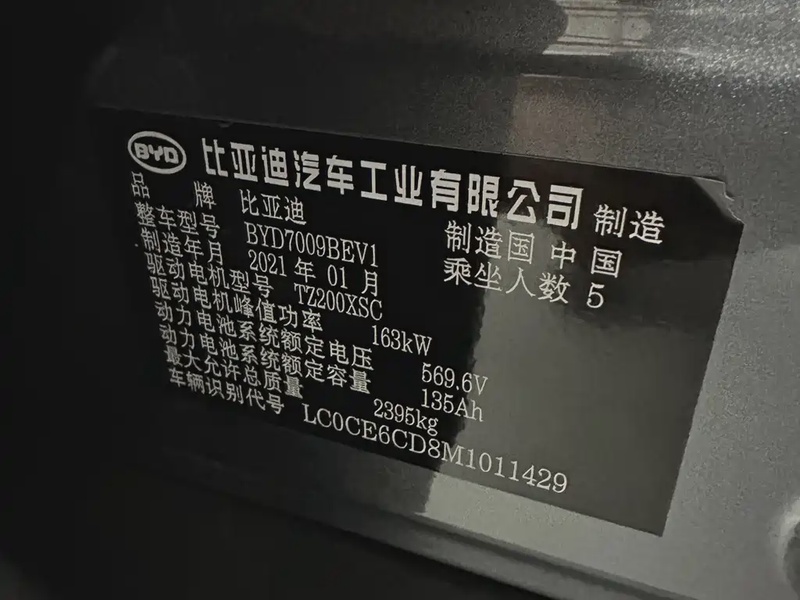 BYD 比亚迪汽车工业有限公司 制造
品 牌 比亚迪 制造国 中国
整车型号 BYD7009BEV1 乘坐人数 5
制造年月 2021 年 01 月
驱动电机型号 TZ200XSC
驱动电机峰值功率 163kW
动力电池系统额定电压 569.6V
动力电池系统额定容量 135Ah
最大允许总质量 2395kg
车辆识别代号 LC0CE6CD8M1011429